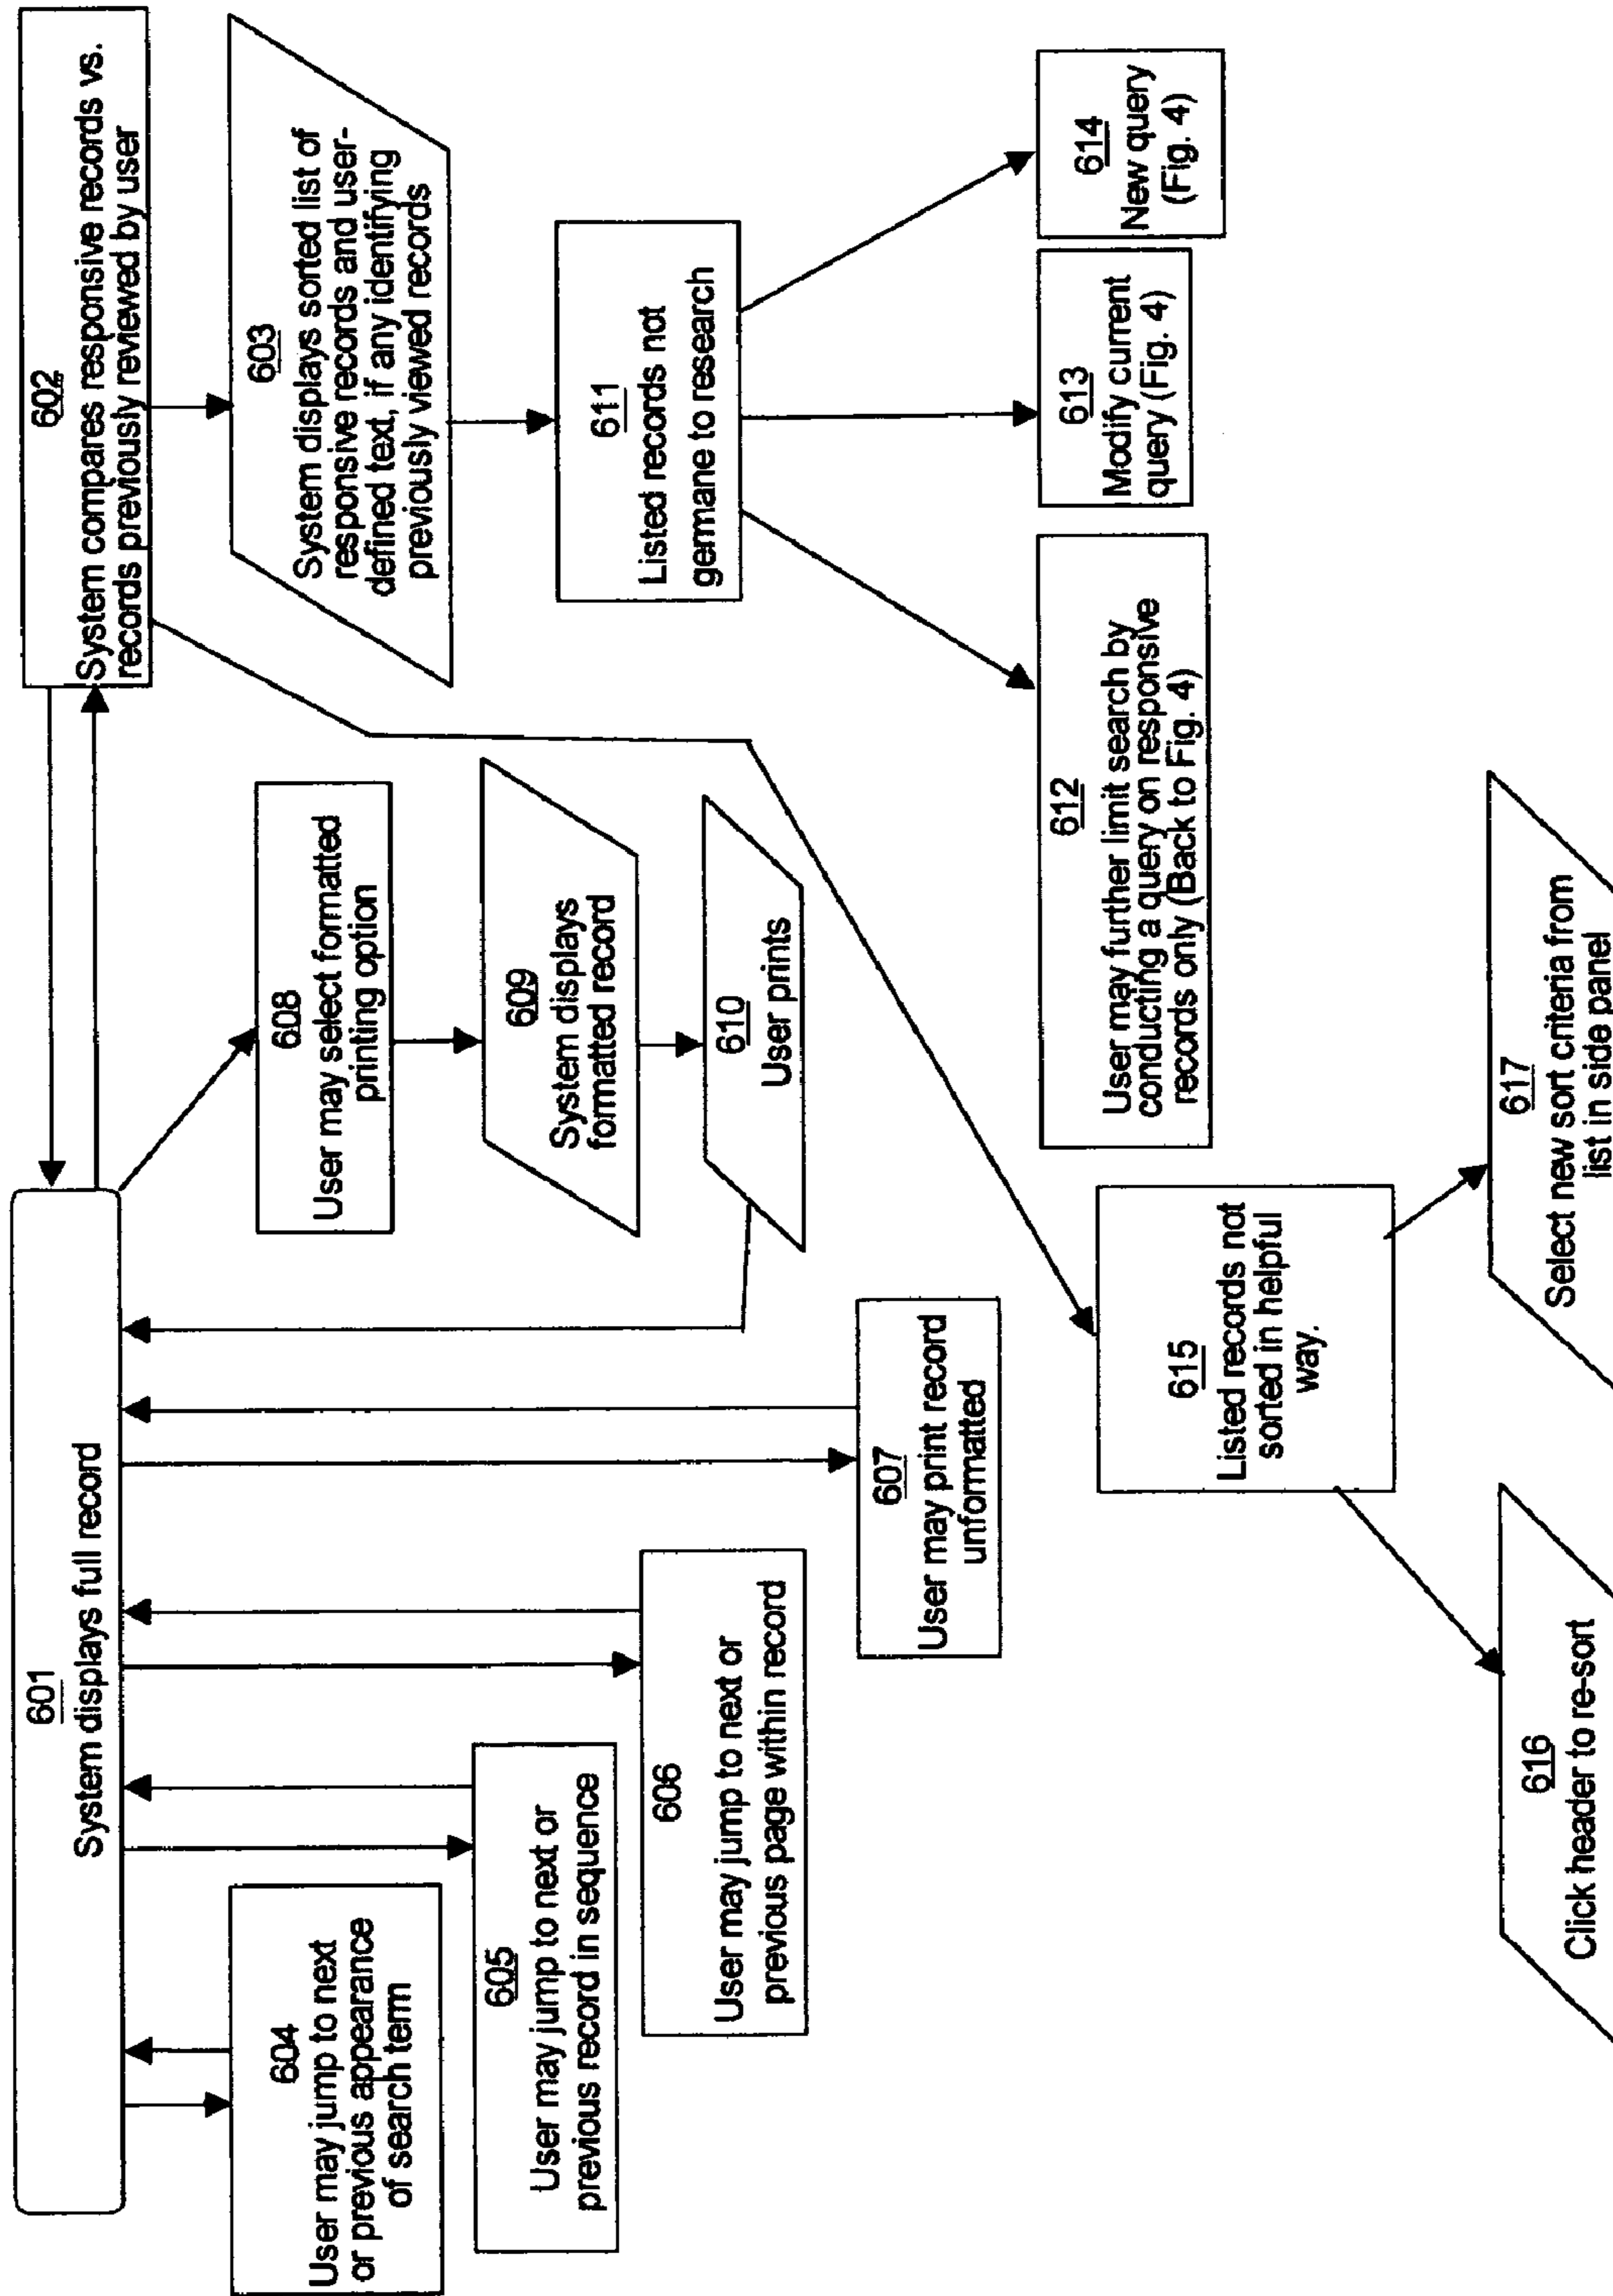 601
System displays full record
602
System compares responsive records vs.
records previously reviewed by user
603
System displays sorted list of
responsive records and user-
defined text, if any identifying
previously viewed records
604
User may jump to next
or previous appearance
of search term
605
User may jump to next or
previous record in sequence
606
User may jump to next or
previous page within record
607
User may print record
unformatted
608
User may select formatted
printing option
609
System displays
formatted record
610
User prints
611
Listed records not
germane to research
612
User may further limit search by
conducting a query on responsive
records only (Back to Fig. 4)
613
Modify current
query (Fig. 4)
614
New query
(Fig. 4)
615
Listed records not
sorted in helpful
way.
616
Click header to re-sort
617
Select new sort criteria from
list in side panel